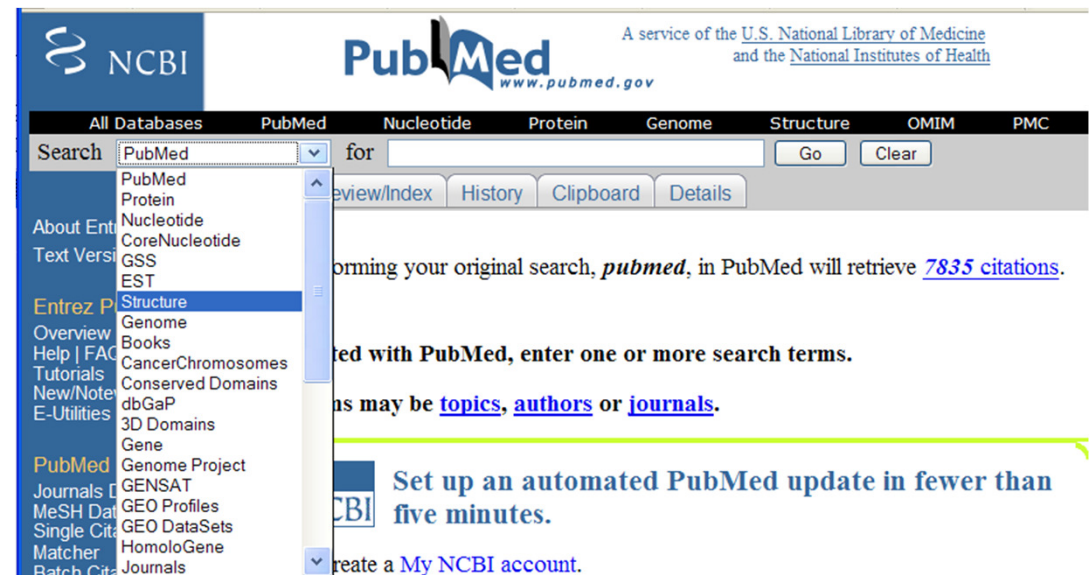 NCBI
PubMed
www.pubmed.gov
A service of the U.S. National Library of Medicine
and the National Institutes of Health
All Databases PubMed Nucleotide Protein Genome Structure OMIM PMC
Search PubMed for Go Clear
eview/Index History Clipboard Details
PubMed
Protein
Nucleotide
CoreNucleotide
GSS
EST
Structure
Genome
Books
CancerChromosomes
Conserved Domains
dbGaP
3D Domains
Gene
Genome Project
GENSAT
GEO Profiles
GEO DataSets
HomoloGene
Journals
About Ent
Text Versi
Entrez P
Overview
Help | FAQ
Tutorials
New/Note
E-Utilities
PubMed
Journals D
MeSH Dat
Single Cita
Matcher
Batch Cita
orming your original search, pubmed, in PubMed will retrieve 7835 citations.
ted with PubMed, enter one or more search terms.
ns may be topics, authors or journals.
CBI
Set up an automated PubMed update in fewer than
five minutes.
reate a My NCBI account.